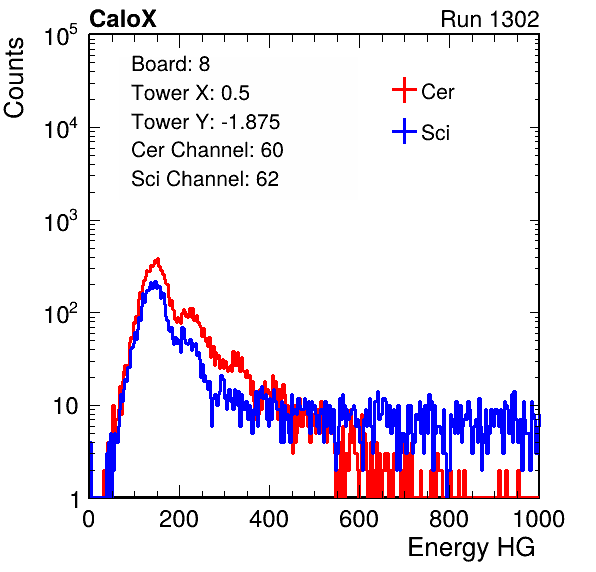 CaloX Run 1302
Counts
Board: 8
Tower X: 0.5
Tower Y: -1.875
Cer Channel: 60
Sci Channel: 62
Cer
Sci
10^5
10^4
10^3
10^2
10
1
0 200 400 600 800 1000
Energy HG